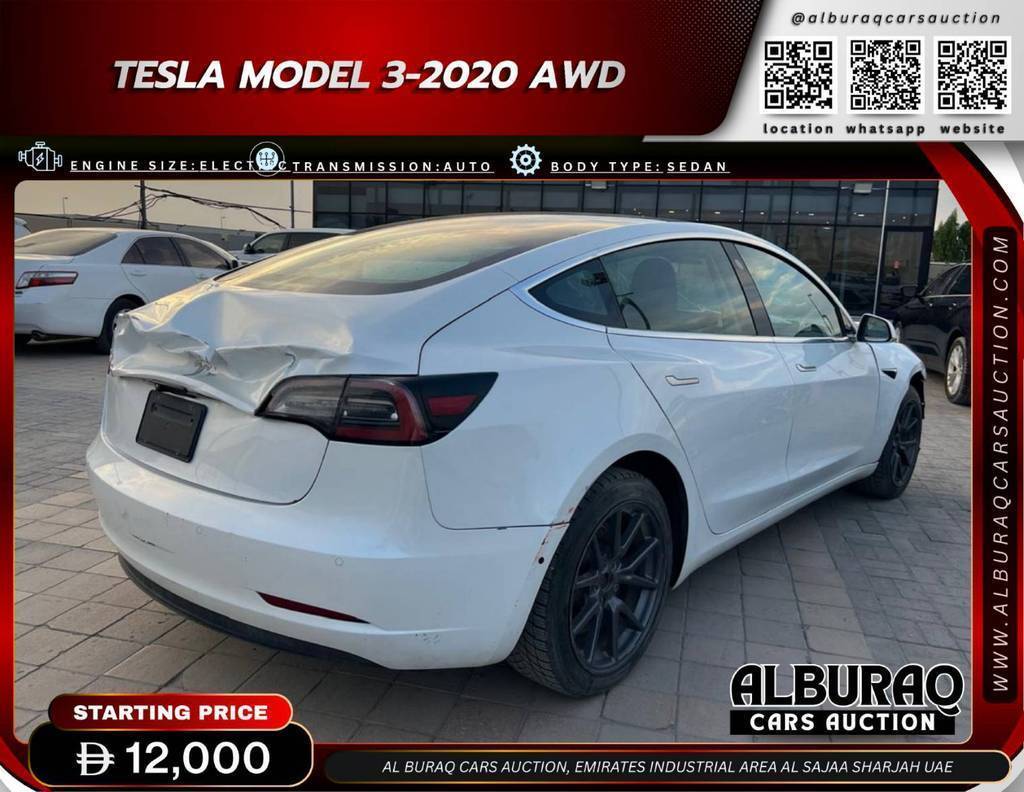 @alburaqcarsauction
TESLA MODEL 3-2020 AWD
location whatsapp website
ENGINE SIZE:ELECTRIC TRANSMISSION:AUTO BODY TYPE: SEDAN
WWW.ALBURAQCARSAUCTION.COM
ALBURAQ
CARS AUCTION
STARTING PRICE
12,000
AL BURAQ CARS AUCTION, EMIRATES INDUSTRIAL AREA AL SAJAA SHARJAH UAE